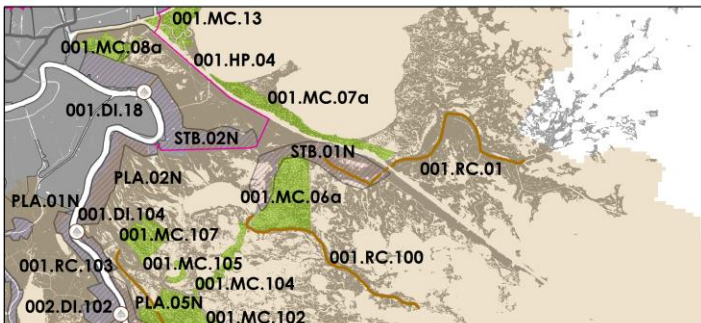 001.MC.13
001.MC.08a
001.HP.04
001.MC.07a
001.DI.18
STB.02N
STB.01N
001.RC.01
PLA.02N
PLA.01N
001.MC.06a
001.DI.104
001.MC.107
001.RC.100
001.RC.103
001.MC.105
001.MC.104
002.DI.102
PLA.05N
001.MC.102